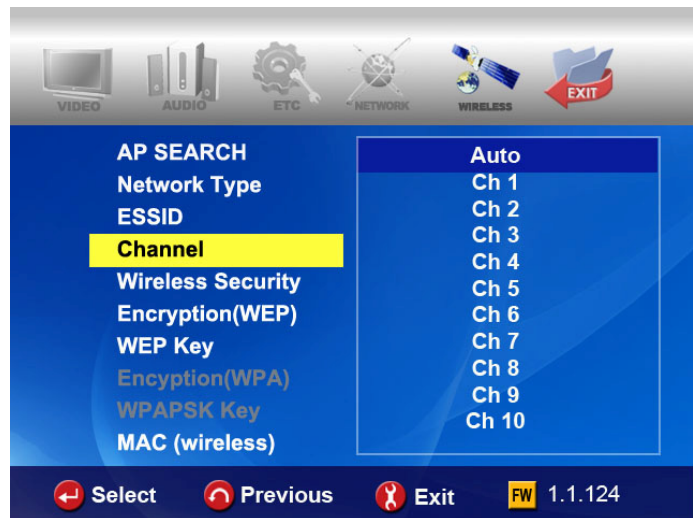 VIDEO AUDIO ETC NETWORK WIRELESS EXIT
AP SEARCH
Network Type
ESSID
Channel
Wireless Security
Encryption(WEP)
WEP Key
Encyption(WPA)
WPAPSK Key
MAC (wireless)
Auto
Ch 1
Ch 2
Ch 3
Ch 4
Ch 5
Ch 6
Ch 7
Ch 8
Ch 9
Ch 10
Select Previous Exit FW 1.1.124